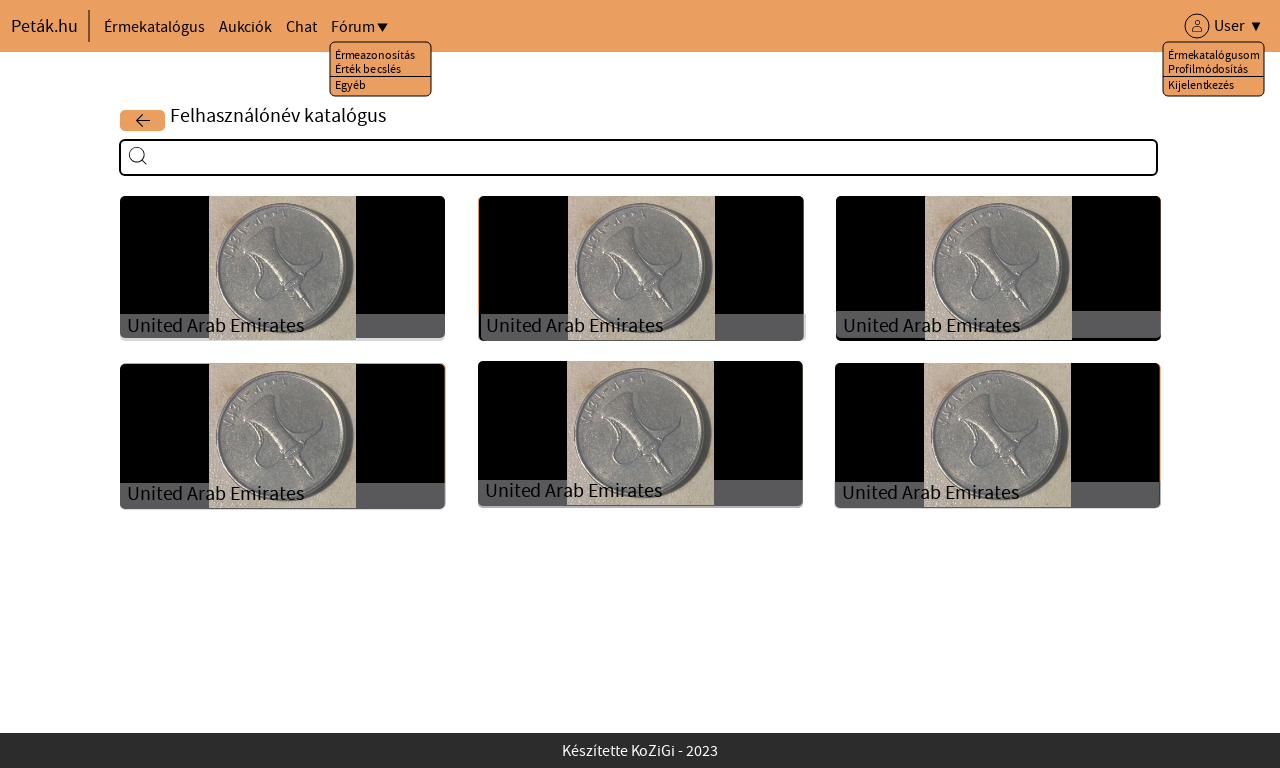 Peták.hu Érmekatalógus Aukciók Chat Fórum▼ User ▼
Érmeazonosítás
Érték becslés
Egyéb
Érmekatalógusom
Profilmódosítás
Kijelentkezés
Felhasználónév katalógus
United Arab Emirates
United Arab Emirates
United Arab Emirates
United Arab Emirates
United Arab Emirates
United Arab Emirates
Készítette KoZiGi - 2023